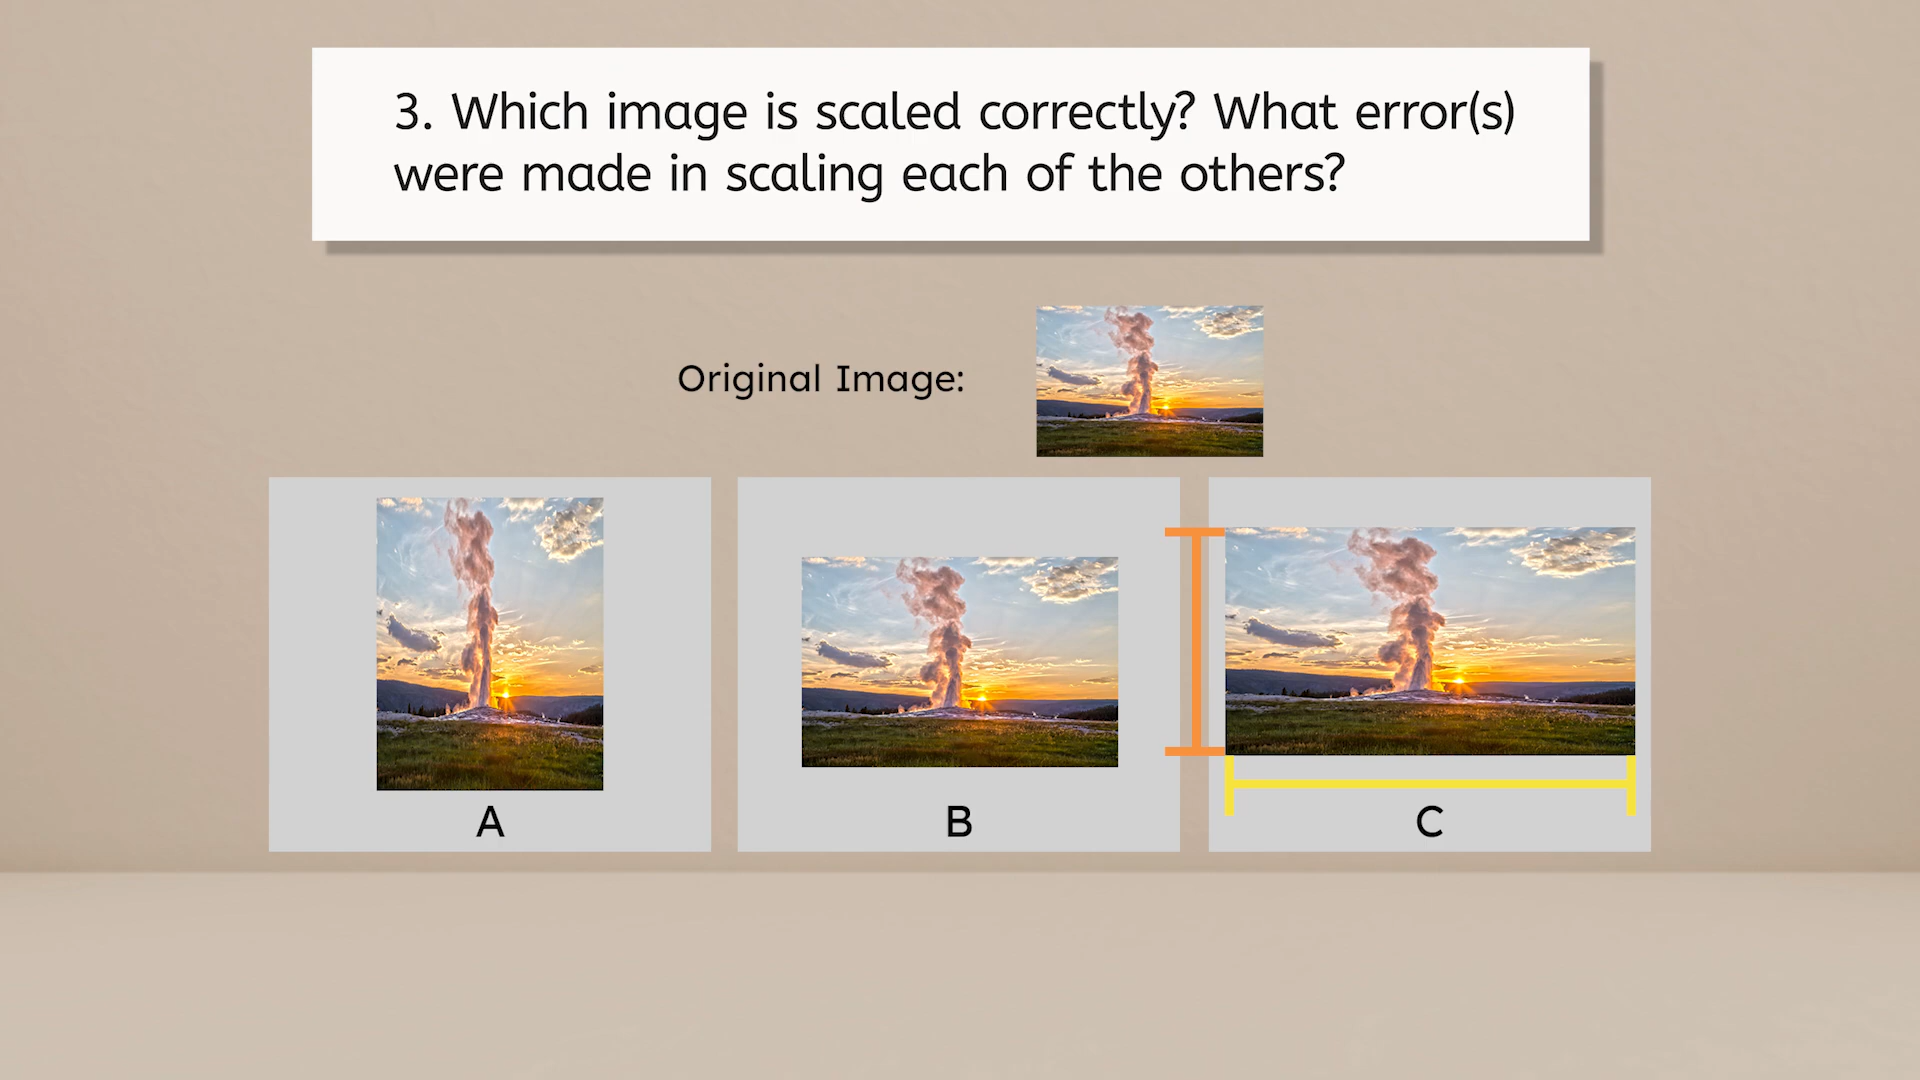 3. Which image is scaled correctly? What error(s)
were made in scaling each of the others?
Original Image:
A
B
C